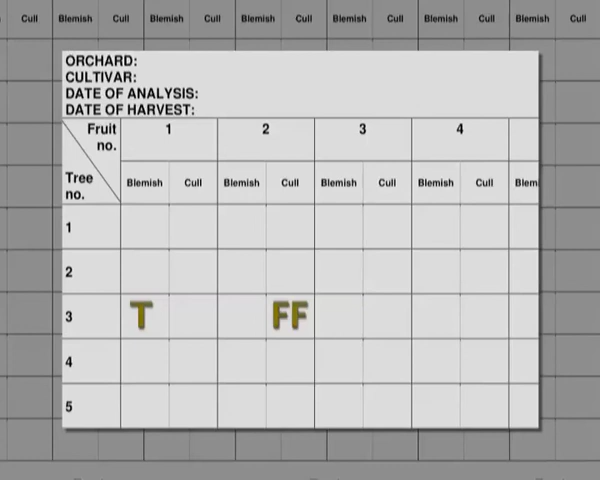 Cull Blemish Cull Blemish Cull Blemish Cull Blemish Cull Blemish Cull Blemish Cull
ORCHARD:
CULTIVAR:
DATE OF ANALYSIS:
DATE OF HARVEST:
Fruit no. 1 2 3 4
Tree no. Blemish Cull Blemish Cull Blemish Cull Blemish Cull Blem
1
2
3 T FF
4
5